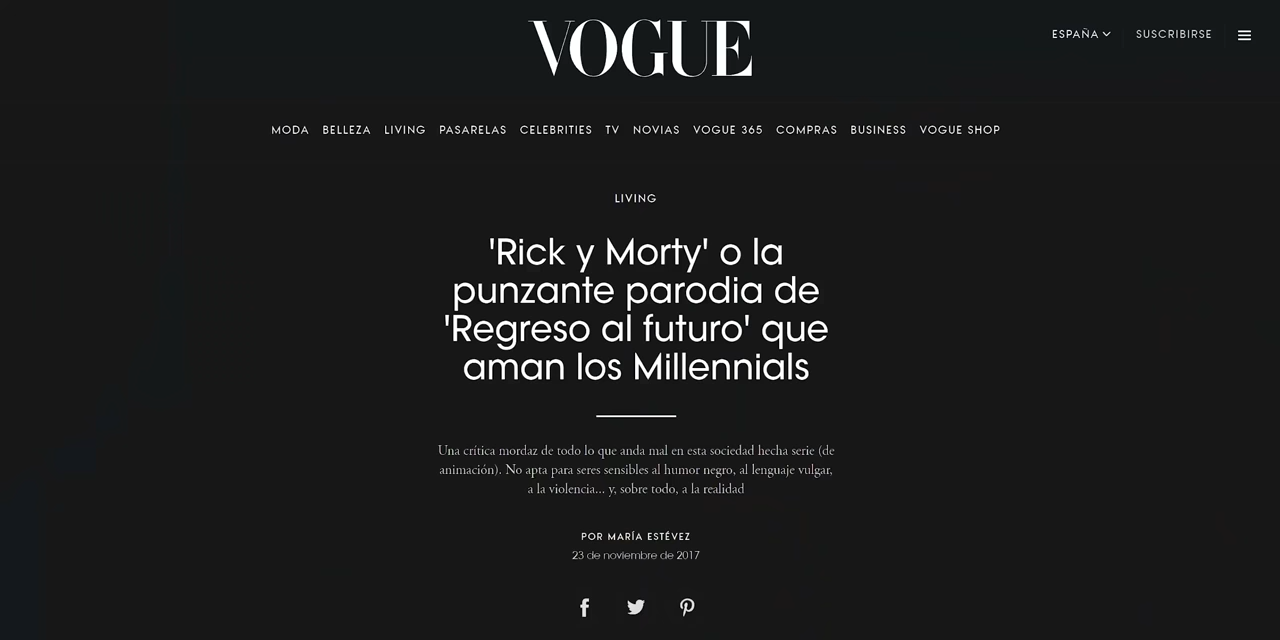 VOGUE
ESPAÑA
SUSCRIBIRSE
MODA BELLEZA LIVING PASARELAS CELEBRITIES TV NOVIAS VOGUE 365 COMPRAS BUSINESS VOGUE SHOP
LIVING
'Rick y Morty' o la
punzante parodia de
'Regreso al futuro' que
aman los Millennials
Una crítica mordaz de todo lo que anda mal en esta sociedad hecha serie (de
animación). No apta para seres sensibles al humor negro, al lenguaje vulgar,
a la violencia... y, sobre todo, a la realidad
POR MARÍA ESTÉVEZ
23 de noviembre de 2017